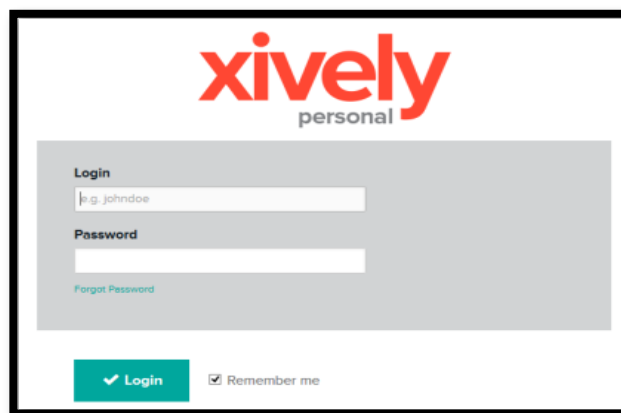 xively
personal
Login
e.g. johndoe
Password
Forgot Password
Login
Remember me